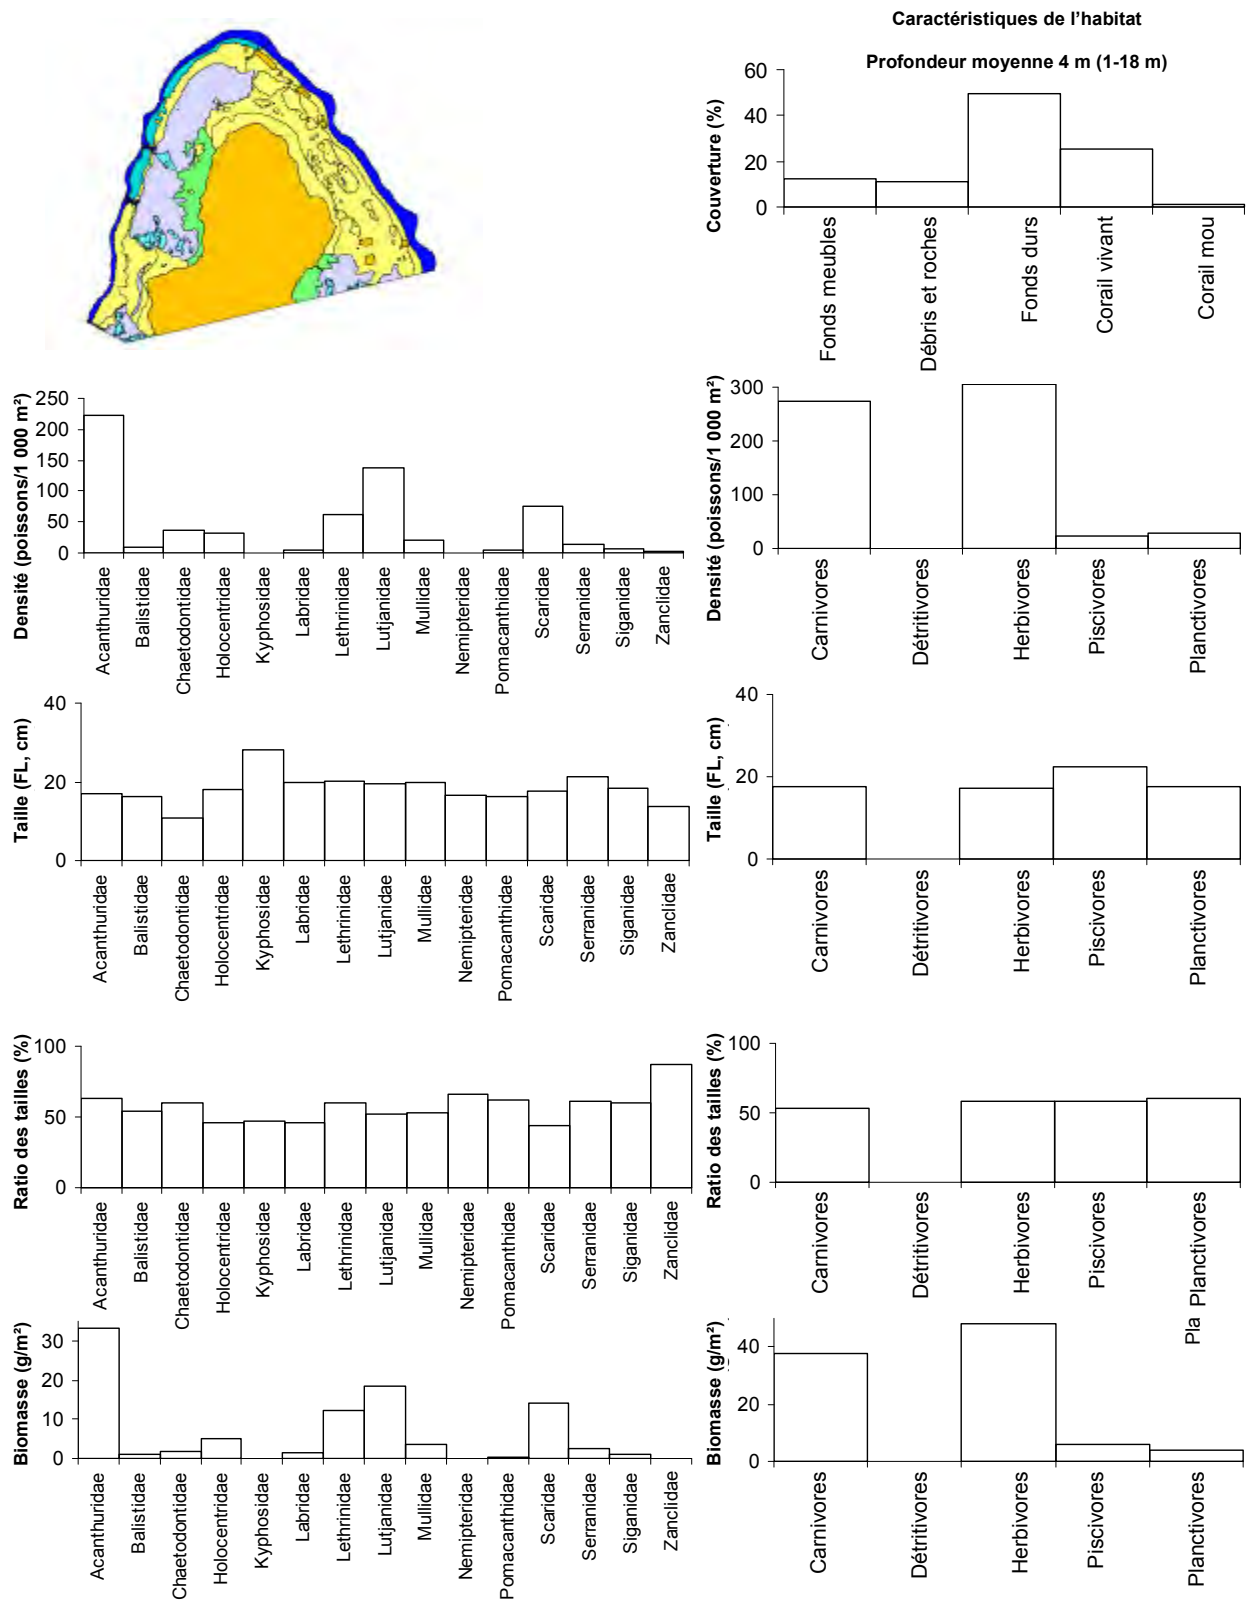 Caractéristiques de l'habitat
Profondeur moyenne 4 m (1-18 m)
Couverture (%)
60
40
20
0
Fonds meubles
Débris et roches
Fonds durs
Corail vivant
Corail mou
Densité (poissons/1 000 m²)
250
200
150
100
50
0
Acanthuridae
Balistidae
Chaetodontidae
Holocentridae
Kyphosidae
Labridae
Lethrinidae
Lutjanidae
Mullidae
Nemipteridae
Pomacanthidae
Scaridae
Serranidae
Siganidae
Zanclidae
Densité (poissons/1 000 m²)
300
200
100
0
Carnivores
Détritivores
Herbivores
Piscivores
Planctivores
Taille (FL, cm)
40
20
0
Acanthuridae
Balistidae
Chaetodontidae
Holocentridae
Kyphosidae
Labridae
Lethrinidae
Lutjanidae
Mullidae
Nemipteridae
Pomacanthidae
Scaridae
Serranidae
Siganidae
Zanclidae
Taille (FL, cm)
40
20
0
Carnivores
Détritivores
Herbivores
Piscivores
Planctivores
Ratio des tailles (%)
100
50
0
Acanthuridae
Balistidae
Chaetodontidae
Holocentridae
Kyphosidae
Labridae
Lethrinidae
Lutjanidae
Mullidae
Nemipteridae
Pomacanthidae
Scaridae
Serranidae
Siganidae
Zanclidae
Ratio des tailles (%)
100
50
0
Carnivores
Détritivores
Herbivores
Piscivores
Pla Planctivores
Biomasse (g/m²)
30
20
10
0
Acanthuridae
Balistidae
Chaetodontidae
Holocentridae
Kyphosidae
Labridae
Lethrinidae
Lutjanidae
Mullidae
Nemipteridae
Pomacanthidae
Scaridae
Serranidae
Siganidae
Zanclidae
Biomasse (g/m²)
40
20
0
Carnivores
Détritivores
Herbivores
Piscivores
Planctivores